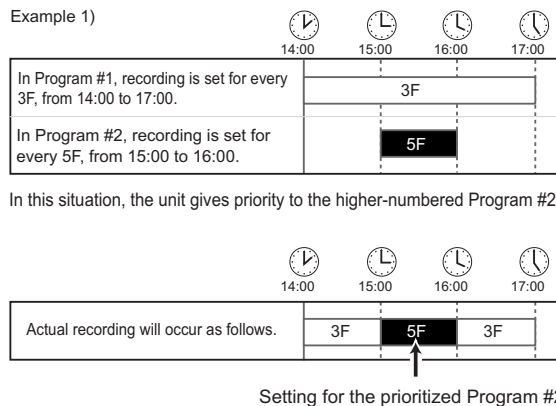 Example 1)
14:00 15:00 16:00 17:00
In Program #1, recording is set for every
3F, from 14:00 to 17:00.
3F
In Program #2, recording is set for
every 5F, from 15:00 to 16:00.
5F
In this situation, the unit gives priority to the higher-numbered Program #2
14:00 15:00 16:00 17:00
Actual recording will occur as follows.
3F 5F 3F
Setting for the prioritized Program #2